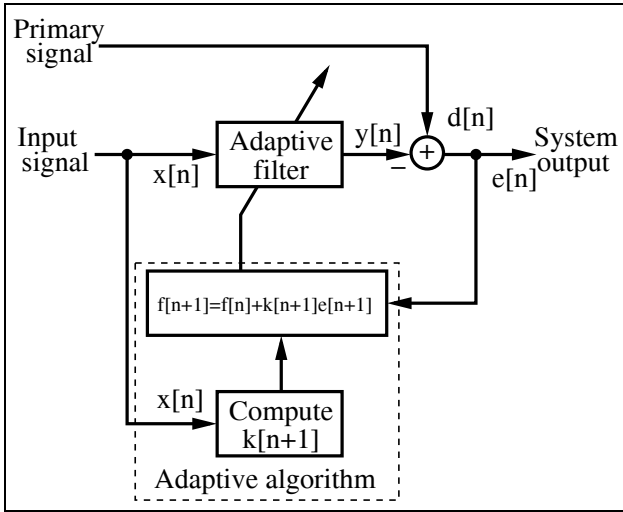 Primary
signal
Input
signal
x[n]
Adaptive
filter
y[n]
−
+
d[n]
e[n]
System
output
f[n+1]=f[n]+k[n+1]e[n+1]
x[n]
Compute
k[n+1]
Adaptive algorithm